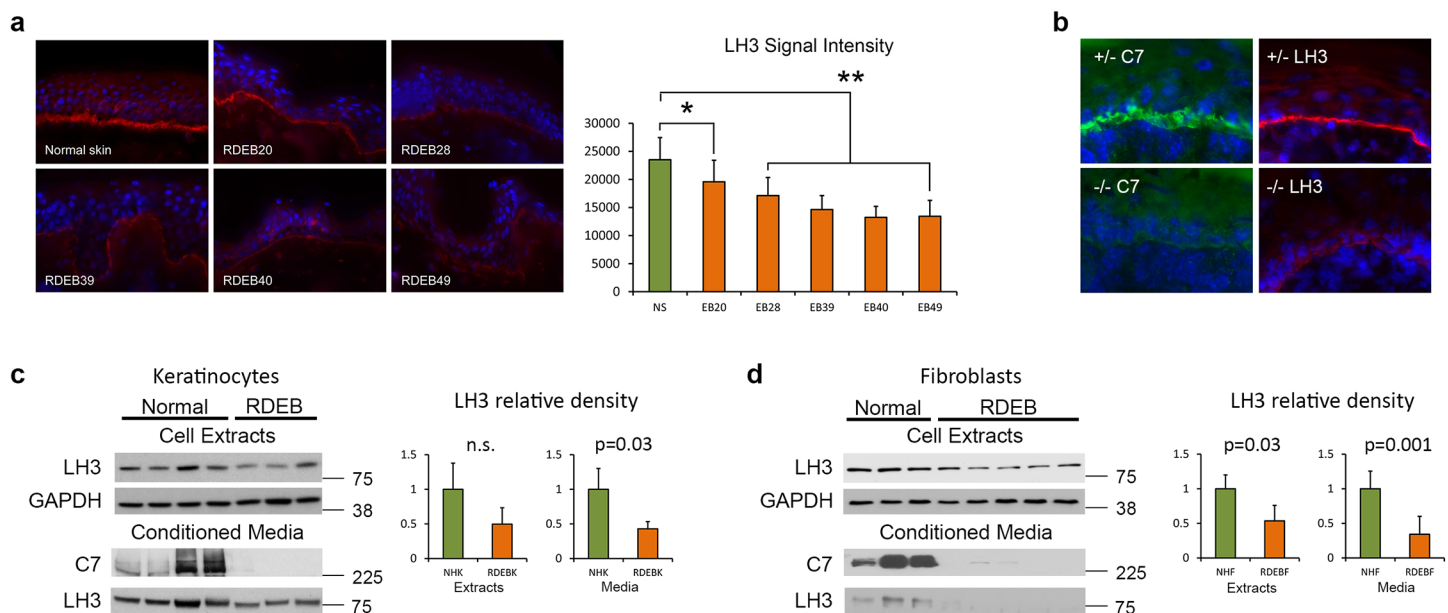 a
Normal skin
RDEB20
RDEB28
RDEB39
RDEB40
RDEB49
LH3 Signal Intensity
**
*
30000
25000
20000
15000
10000
5000
0
NS EB20 EB28 EB39 EB40 EB49
b
+/- C7
+/- LH3
-/- C7
-/- LH3
c
Keratinocytes
Normal RDEB
Cell Extracts
LH3
75
GAPDH
38
Conditioned Media
C7
225
LH3
75
LH3 relative density
n.s.
1.5
1
0.5
0
NHK RDEBK
Extracts
p=0.03
1.5
1
0.5
0
NHK RDEBK
Media
d
Fibroblasts
Normal RDEB
Cell Extracts
LH3
75
GAPDH
38
Conditioned Media
C7
225
LH3
75
LH3 relative density
p=0.03
1.5
1
0.5
0
NHF RDEBF
Extracts
p=0.001
1.5
1
0.5
0
NHF RDEBF
Media